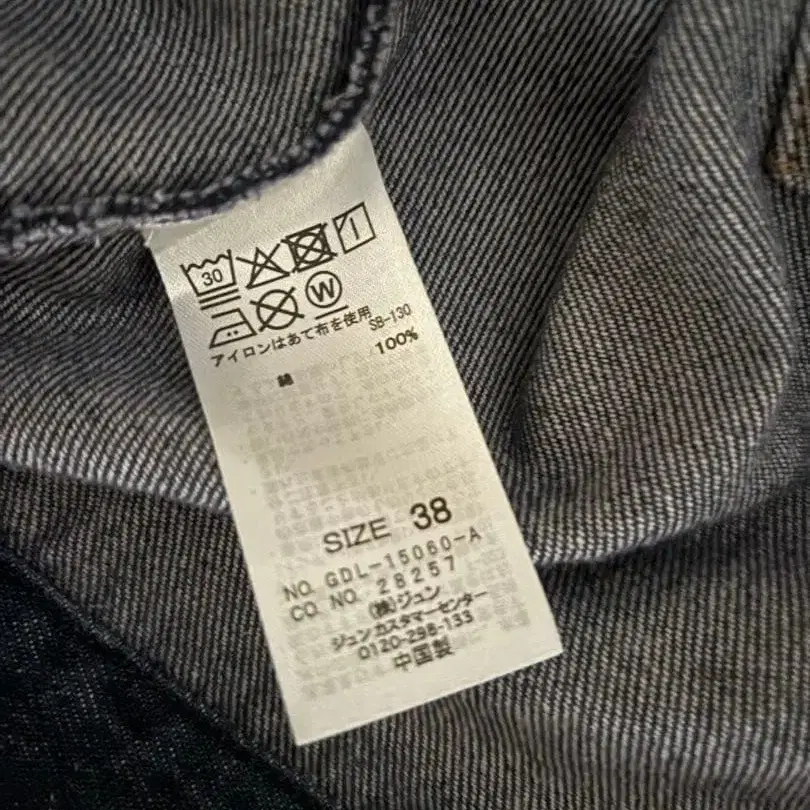 30
W
アイロンはあて布を使用 SB-130
綿 100%
SIZE 38
NO. GDL-15060-A
CO. NO. 28257
(株)ジュン
ジュン カスタマーセンター
0120-298-133
中国製